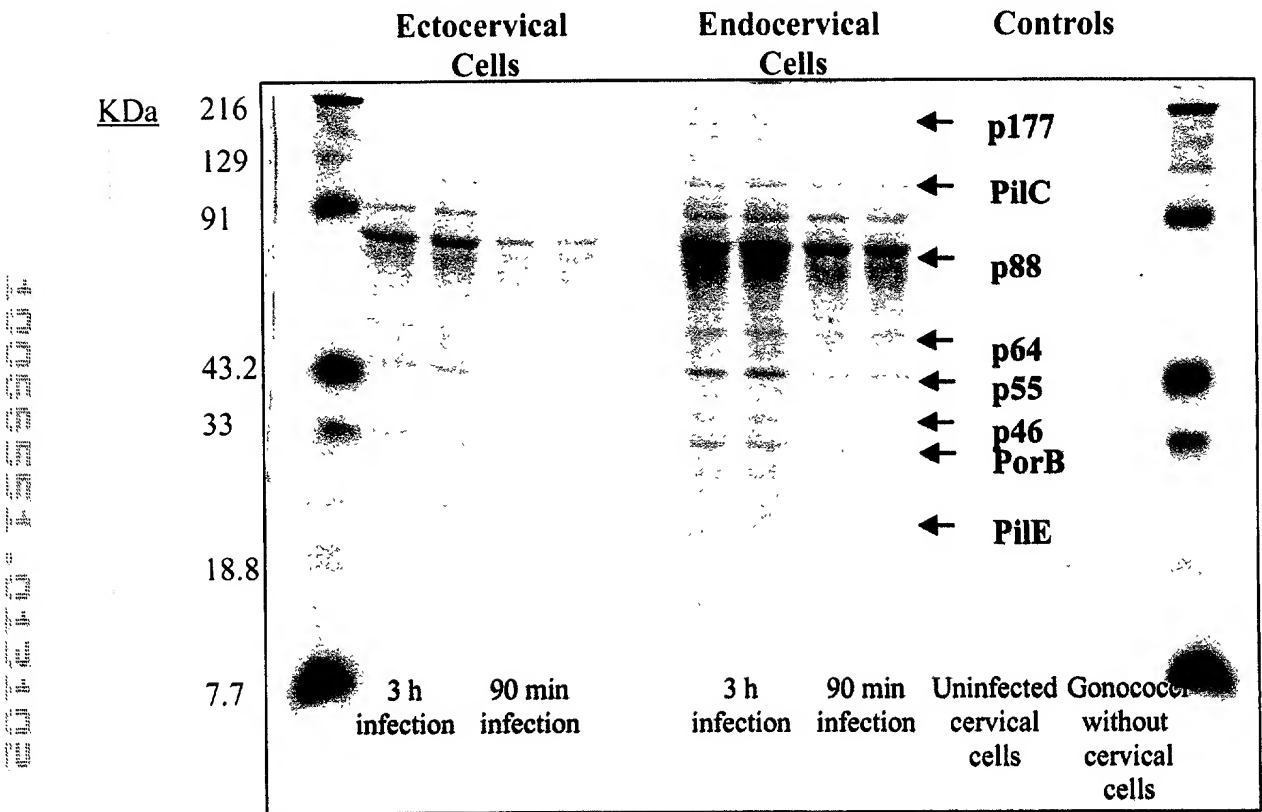 Ectocervical Endocervical Controls
Cells Cells
KDa 216
129
91
43.2
33
18.8
7.7
p177
PilC
p88
p64
p55
p46
PorB
PilE
3 h 90 min 3 h 90 min Uninfected
infection infection infection infection cervical without
cells cervical
cells